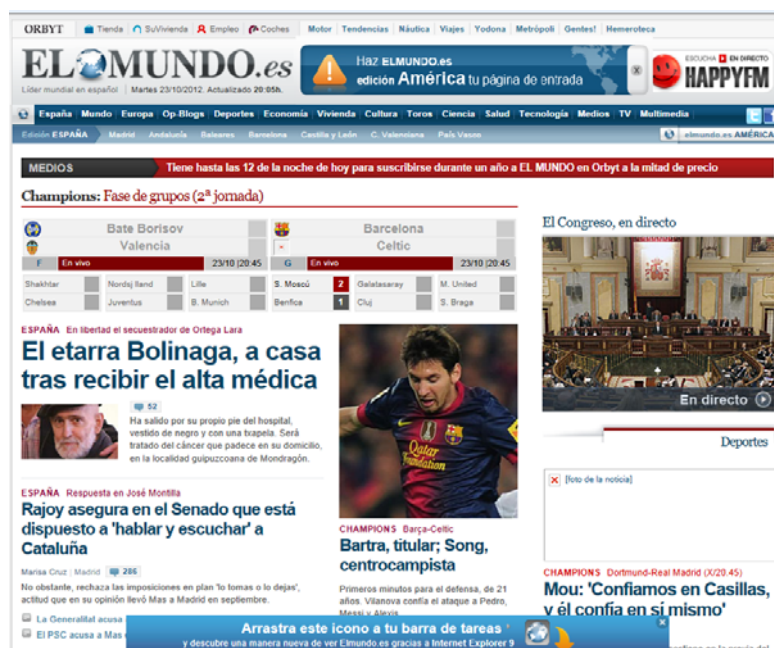 ORBYT Tienda SuVivienda Empleo Coches Motor Tendencias Náutica Viajes Yodona Metrópoli Gentes! Hemeroteca
EL MUNDO.es
Líder mundial en español Martes 23/10/2012. Actualizado 20:05h.
Haz ELMUNDO.es
edición América tu página de entrada
ESCUCHA EN DIRECTO
HAPPYFM
España Mundo Europa Op-Blogs Deportes Economía Vivienda Cultura Toros Ciencia Salud Tecnología Medios TV Multimedia
Edición ESPAÑA Madrid Andalucía Baleares Barcelona Castilla y León C. Valenciana País Vasco elmundo.es AMÉRICA
MEDIOS Tiene hasta las 12 de la noche de hoy para suscribirse durante un año a EL MUNDO en Orbyt a la mitad de precio
Champions: Fase de grupos (2ª jornada)
Bate Borisov
Valencia
F En vivo 23/10 |20:45
Barcelona
Celtic
G En vivo 23/10 |20:45
Shakhtar Nordsj lland Lille S. Moscú 2 Galatasaray M. United
Chelsea Juventus B. Munich Benfica 1 Cluj S. Braga
ESPAÑA En libertad el secuestrador de Ortega Lara
El etarra Bolinaga, a casa
tras recibir el alta médica
52
Ha salido por su propio pie del hospital,
vestido de negro y con una txapela. Será
tratado del cáncer que padece en su domicilio,
en la localidad guipuzcoana de Mondragón.
ESPAÑA Respuesta en José Montilla
Rajoy asegura en el Senado que está
dispuesto a 'hablar y escuchar' a
Cataluña
Marisa Cruz | Madrid 286
No obstante, rechaza las imposiciones en plan 'lo tomas o lo dejas',
actitud que en su opinión llevó Mas a Madrid en septiembre.
La Generalitat acusa
El PSC acusa a Mas
Qatar
Foundation
CHAMPIONS Barça-Celtic
Bartra, titular; Song,
centrocampista
Primeros minutos para el defensa, de 21
años. Vilanova confía el ataque a Pedro,
Messi y Alexis.
El Congreso, en directo
En directo
Deportes
[foto de la noticia]
CHAMPIONS Dortmund-Real Madrid (X/20.45)
Mou: 'Confiamos en Casillas,
y él confía en sí mismo'
Arrastra este icono a tu barra de tareas *
y descubre una manera nueva de ver Elmundo.es gracias a Internet Explorer 9